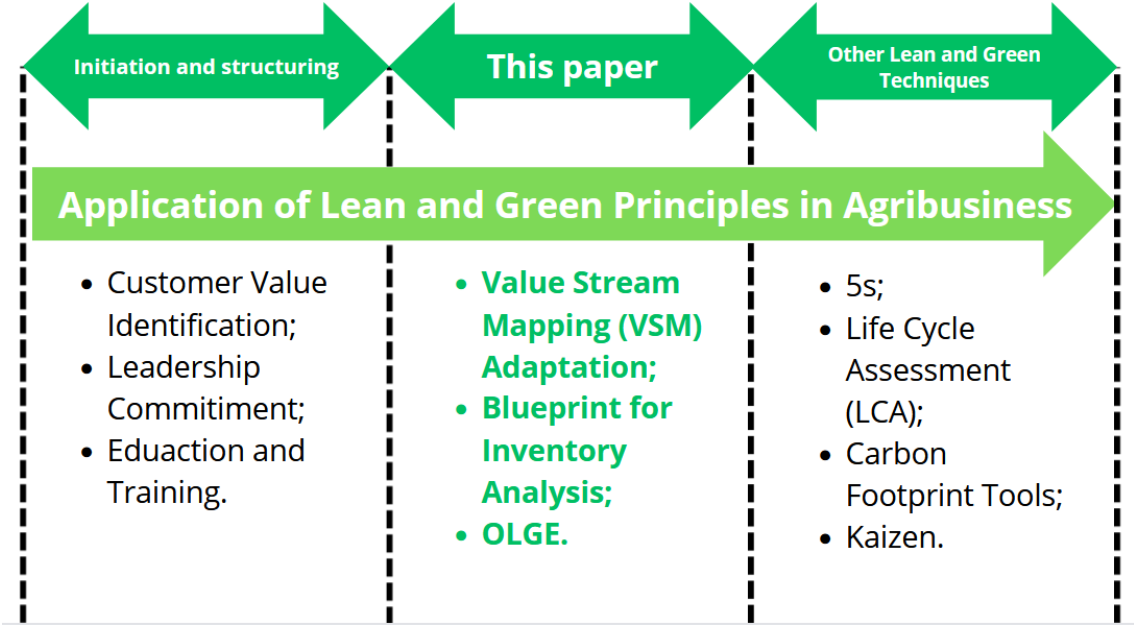 Initiation and structuring
This paper
Other Lean and Green
Techniques
Application of Lean and Green Principles in Agribusiness
• Customer Value
Identification;
• Leadership
Commitiment;
• Eduaction and
Training.
• Value Stream
Mapping (VSM)
Adaptation;
• Blueprint for
Inventory
Analysis;
• OLGE.
• 5s;
• Life Cycle
Assessment
(LCA);
• Carbon
Footprint Tools;
• Kaizen.